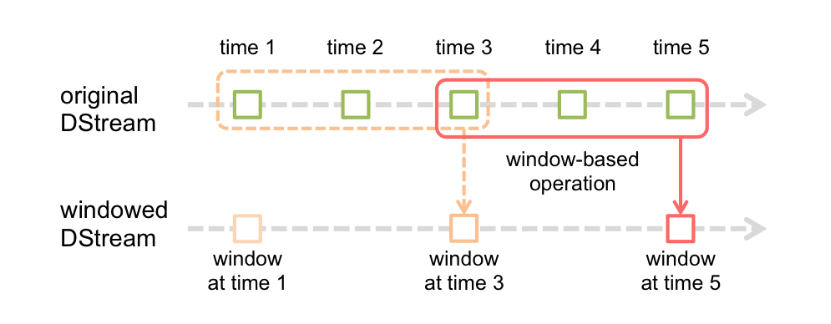 time 1
time 2
time 3
time 4
time 5
original
DStream
window-based
operation
windowed
DStream
window
at time 1
window
at time 3
window
at time 5